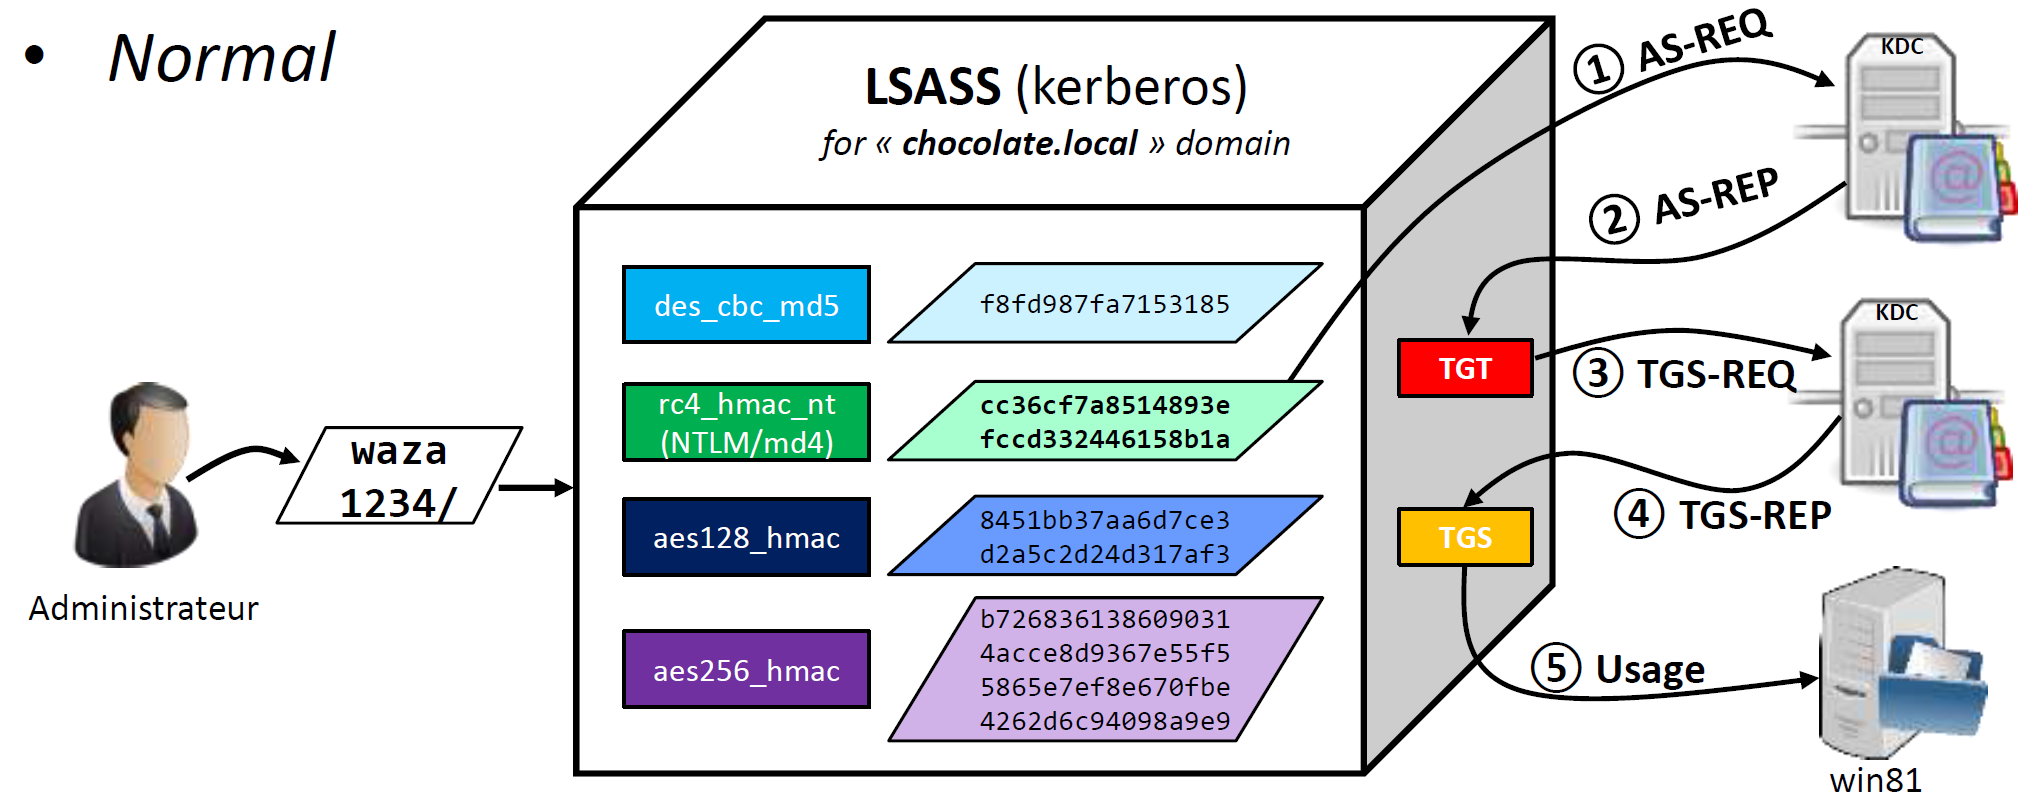 • Normal
LSASS (kerberos)
for « chocolate.local » domain
① AS-REQ
KDC
② AS-REP
des_cbc_md5
f8fd987fa7153185
KDC
TGT
③ TGS-REQ
rc4_hmac_nt
(NTLM/md4)
cc36cf7a8514893e
fccd332446158b1a
waza
1234/
④ TGS-REP
aes128_hmac
8451bb37aa6d7ce3
d2a5c2d24d317af3
TGS
Administrateur
aes256_hmac
b726836138609031
4acce8d9367e55f5
5865e7ef8e670fbe
4262d6c94098a9e9
⑤ Usage
win81